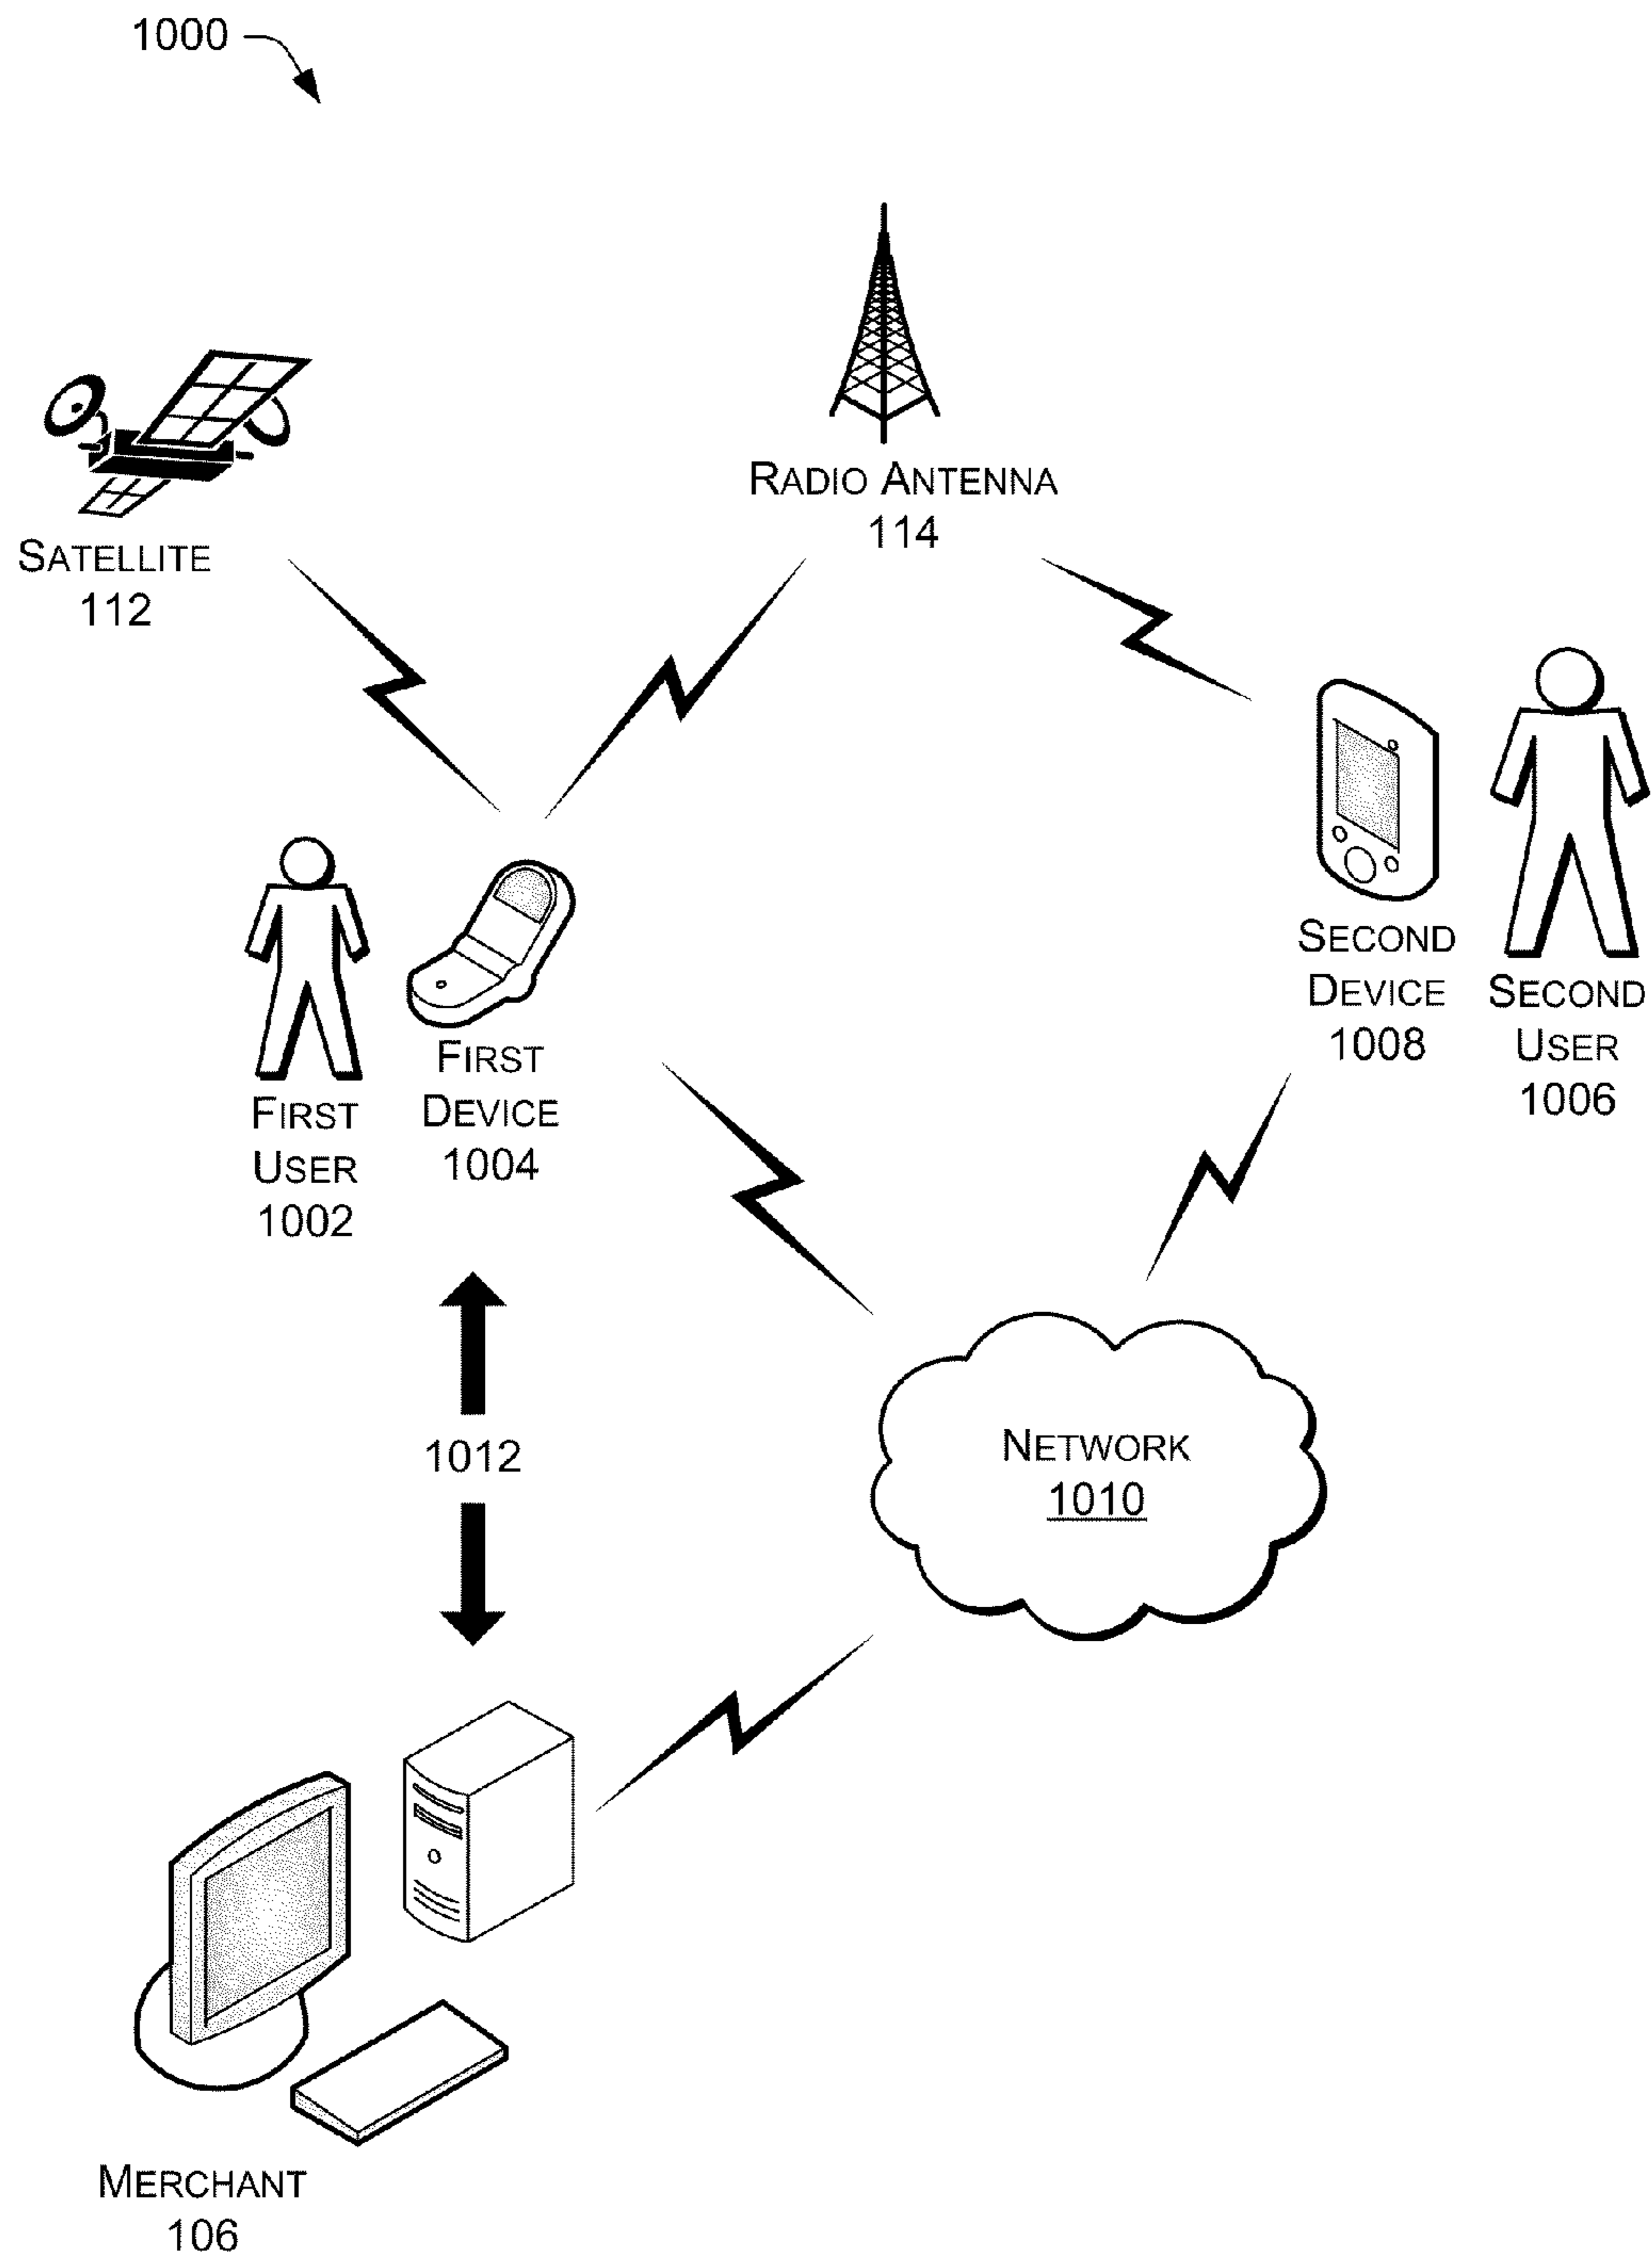 1000
RADIO ANTENNA
114
SATELLITE
112
SECOND
DEVICE
1008
SECOND
USER
1006
FIRST
DEVICE
1004
FIRST
USER
1002
1012
NETWORK
1010
MERCHANT
106